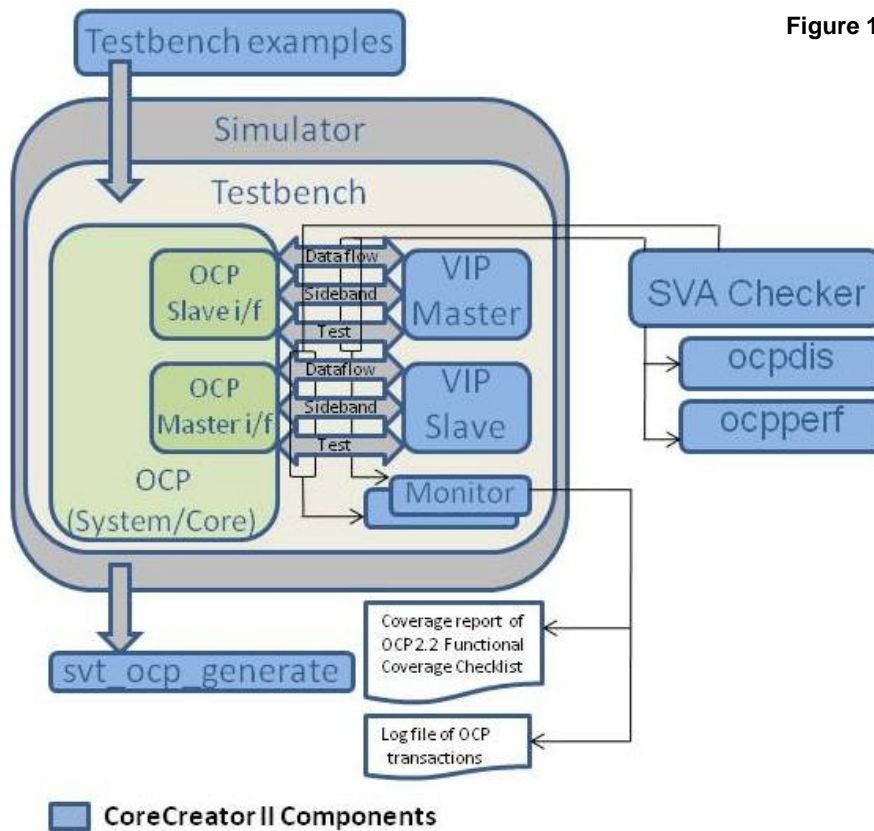 Figure 1
Testbench examples
Simulator
Testbench
OCP
Slave i/f
Dataflow
Sideband
Test
VIP
Master
SVA Checker
ocpdis
ocpperf
OCP
Master i/f
Dataflow
Sideband
Test
VIP
Slave
OCP
(System/Core)
Monitor
svt_ocp_generate
Coverage report of
OCP2.2 Functional
Coverage Checklist
Log file of OCP
transactions
CoreCreator II Components